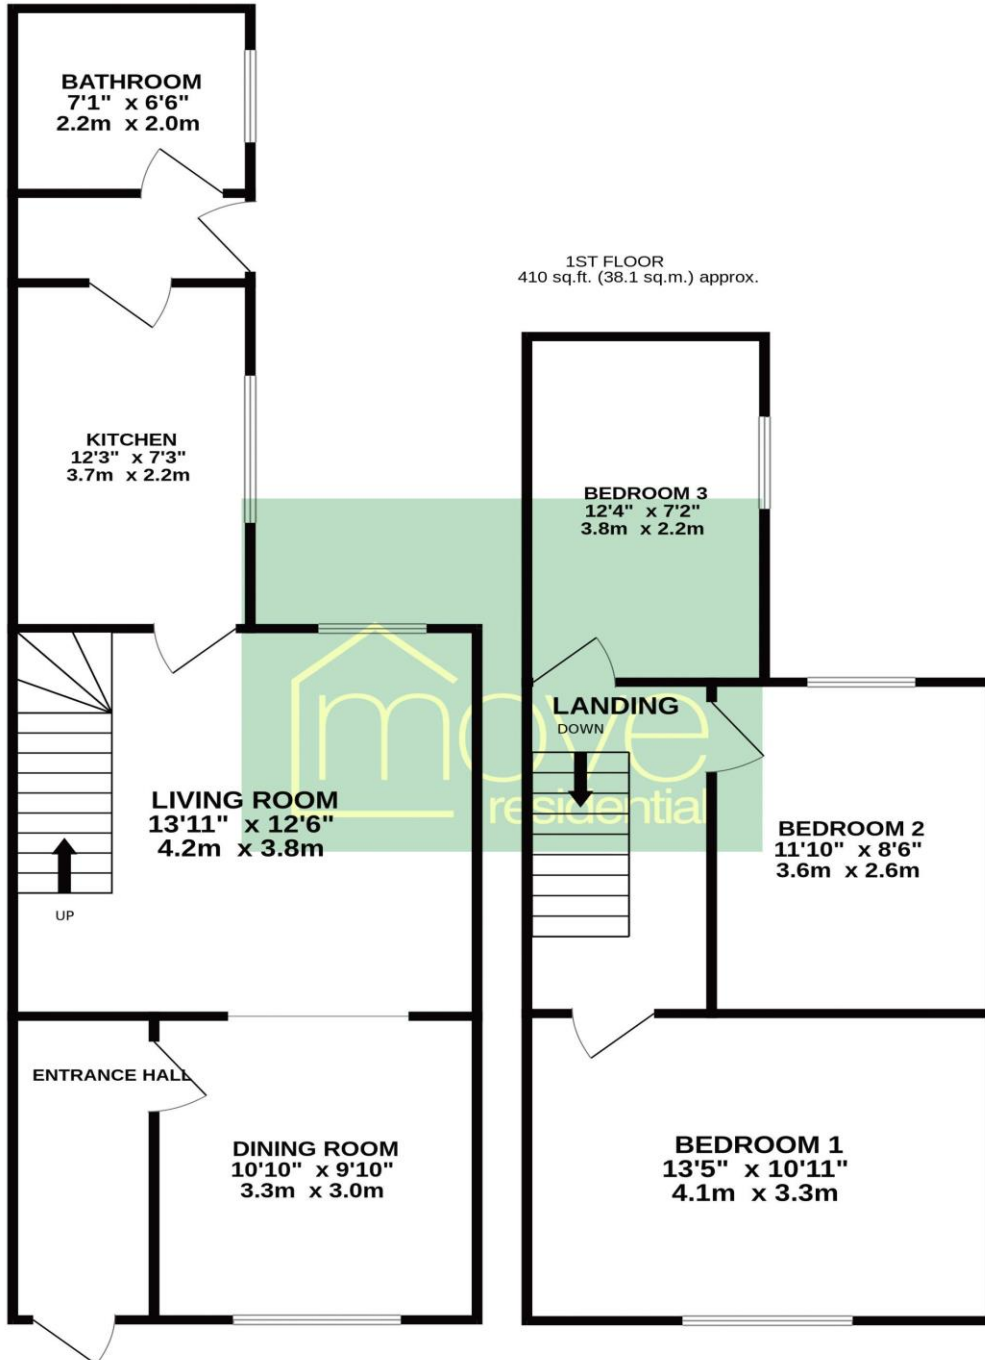 BATHROOM
7'1" x 6'6"
2.2m x 2.0m
1ST FLOOR
410 sq.ft. (38.1 sq.m.) approx.
KITCHEN
12'3" x 7'3"
3.7m x 2.2m
BEDROOM 3
12'4" x 7'2"
3.8m x 2.2m
move
residential
LANDING
DOWN
LIVING ROOM
13'11" x 12'6"
4.2m x 3.8m
UP
BEDROOM 2
11'10" x 8'6"
3.6m x 2.6m
ENTRANCE HALL
DINING ROOM
10'10" x 9'10"
3.3m x 3.0m
BEDROOM 1
13'5" x 10'11"
4.1m x 3.3m